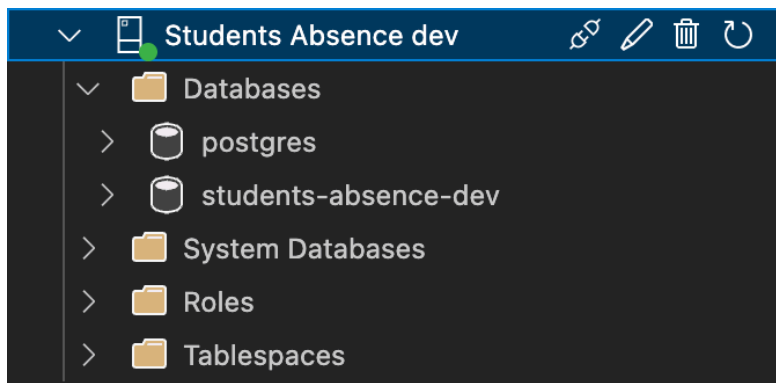 Students Absence dev
Databases
postgres
students-absence-dev
System Databases
Roles
Tablespaces